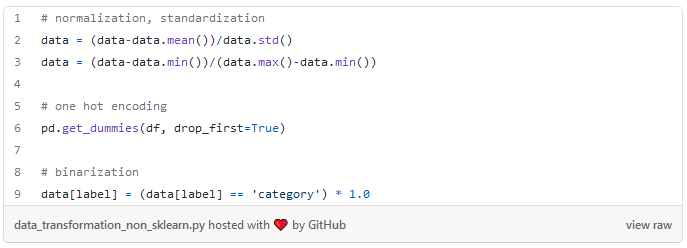 1 # normalization, standardization
2 data = (data-data.mean())/data.std()
3 data = (data-data.min())/(data.max()-data.min())
4
5 # one hot encoding
6 pd.get_dummies(df, drop_first=True)
7
8 # binarization
9 data[label] = (data[label] == 'category') * 1.0
data_transformation_non_sklearn.py hosted with ❤ by GitHub view raw